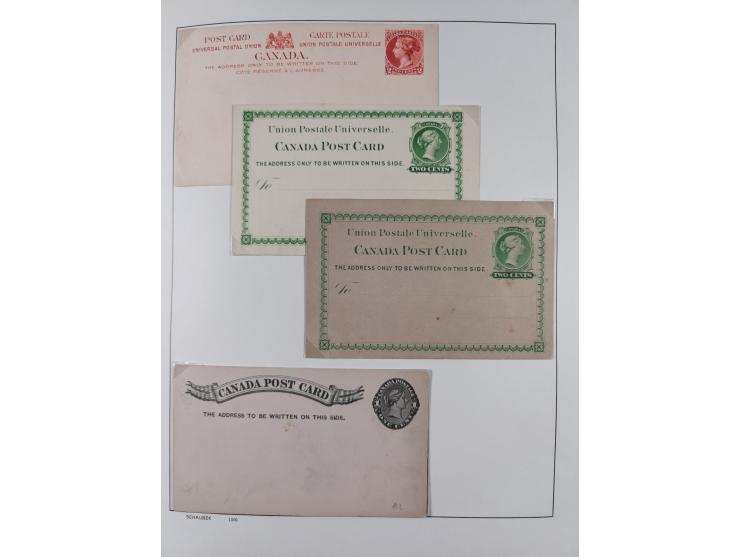 POST CARD CARTE POSTALE
UNIVERSAL POSTAL UNION UNION POSTALE UNIVERSELLE
CANADA.
THE ADDRESS ONLY TO BE WRITTEN ON THIS SIDE.
CÔTÉ RÉSERVÉ À L'ADRESSE.
Union Postale Universelle.
CANADA POST CARD
THE ADDRESS ONLY TO BE WRITTEN ON THIS SIDE.
TWO CENTS
To
Union Postale Universelle.
CANADA POST CARD
THE ADDRESS ONLY TO BE WRITTEN ON THIS SIDE.
TWO CENTS
To
CANADA POST CARD
THE ADDRESS TO BE WRITTEN ON THIS SIDE.
CANADA POSTAGE
ONE CENT
SCHAUBEK